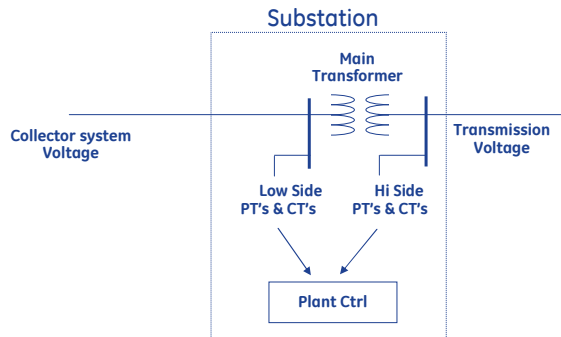 Substation
Main
Transformer
Collector system
Voltage
Transmission
Voltage
Low Side
PT's & CT's
Hi Side
PT's & CT's
Plant Ctrl